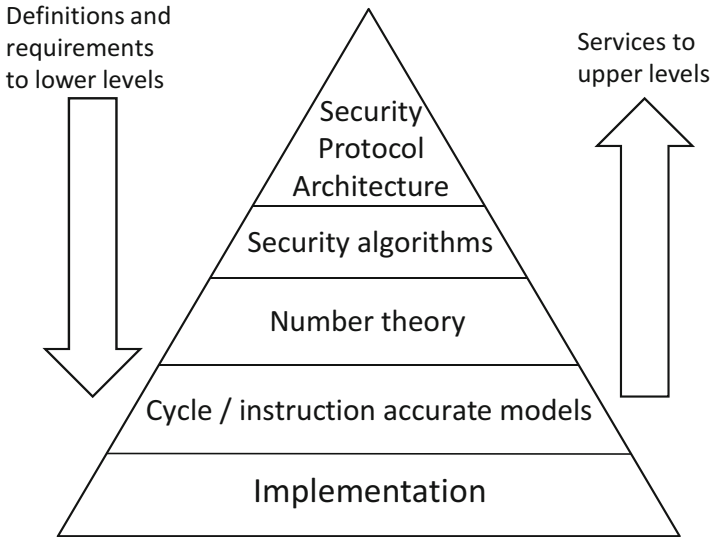 Definitions and
requirements
to lower levels
Services to
upper levels
Security
Protocol
Architecture
Security algorithms
Number theory
Cycle / instruction accurate models
Implementation